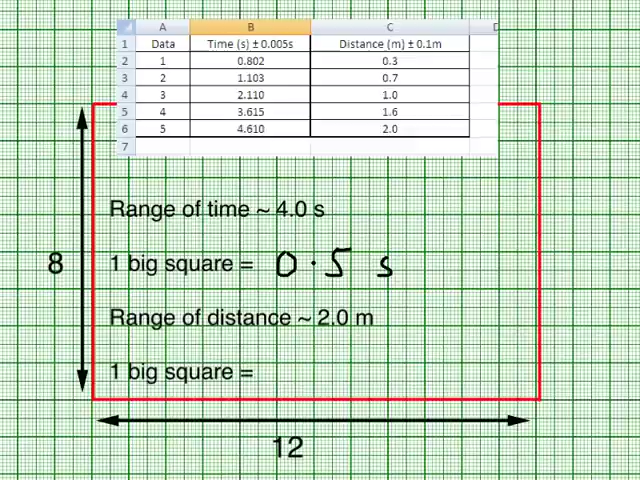 A B C D
1 Data Time (s) ± 0.005s Distance (m) ± 0.1m
2 1 0.802 0.3
3 2 1.103 0.7
4 3 2.110 1.0
5 4 3.615 1.6
6 5 4.610 2.0
7
Range of time ~ 4.0 s
8
1 big square = 0.5 s
Range of distance ~ 2.0 m
1 big square =
12